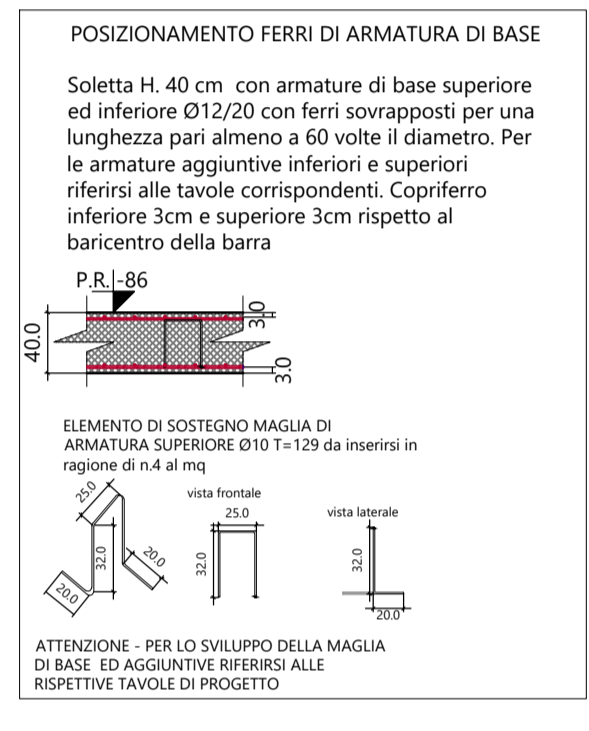 POSIZIONAMENTO FERRI DI ARMATURA DI BASE
Soletta H. 40 cm con armature di base superiore
ed inferiore Ø12/20 con ferri sovrapposti per una
lunghezza pari almeno a 60 volte il diametro. Per
le armature aggiuntive inferiori e superiori
riferirsi alle tavole corrispondenti. Copriferro
inferiore 3cm e superiore 3cm rispetto al
baricentro della barra
P.R. -86
3.0
40.0
3.0
ELEMENTO DI SOSTEGNO MAGLIA DI
ARMATURA SUPERIORE Ø10 T=129 da inserirsi in
ragione di n.4 al mq
25.0
32.0
20.0
20.0
vista frontale
25.0
32.0
vista laterale
32.0
20.0
ATTENZIONE - PER LO SVILUPPO DELLA MAGLIA
DI BASE ED AGGIUNTIVE RIFERIRSI ALLE
RISPETTIVE TAVOLE DI PROGETTO